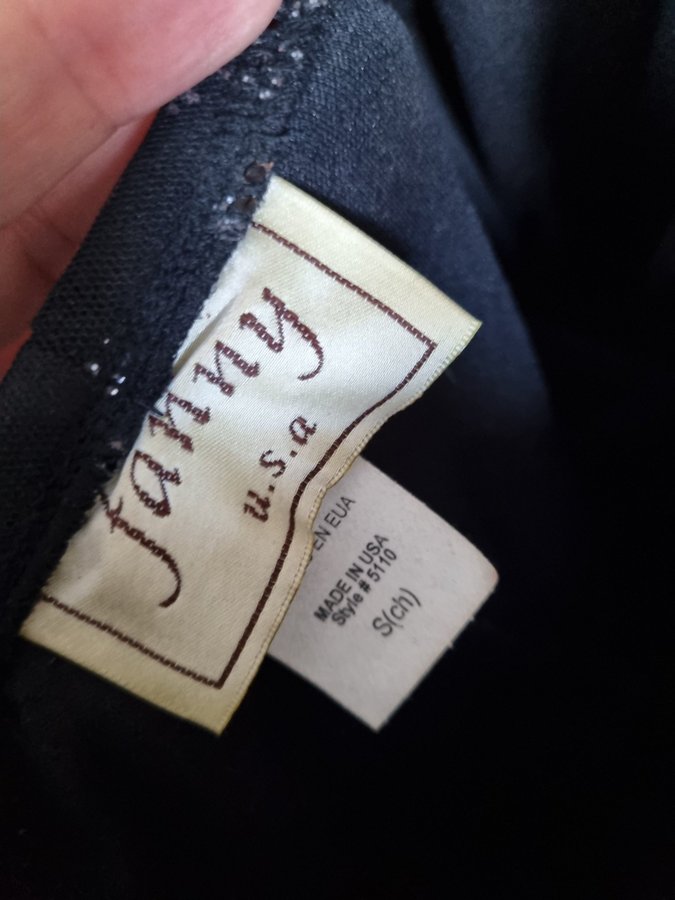 fanny
u.s.a
EN EUA
MADE IN USA
Style # 5110
S(ch)